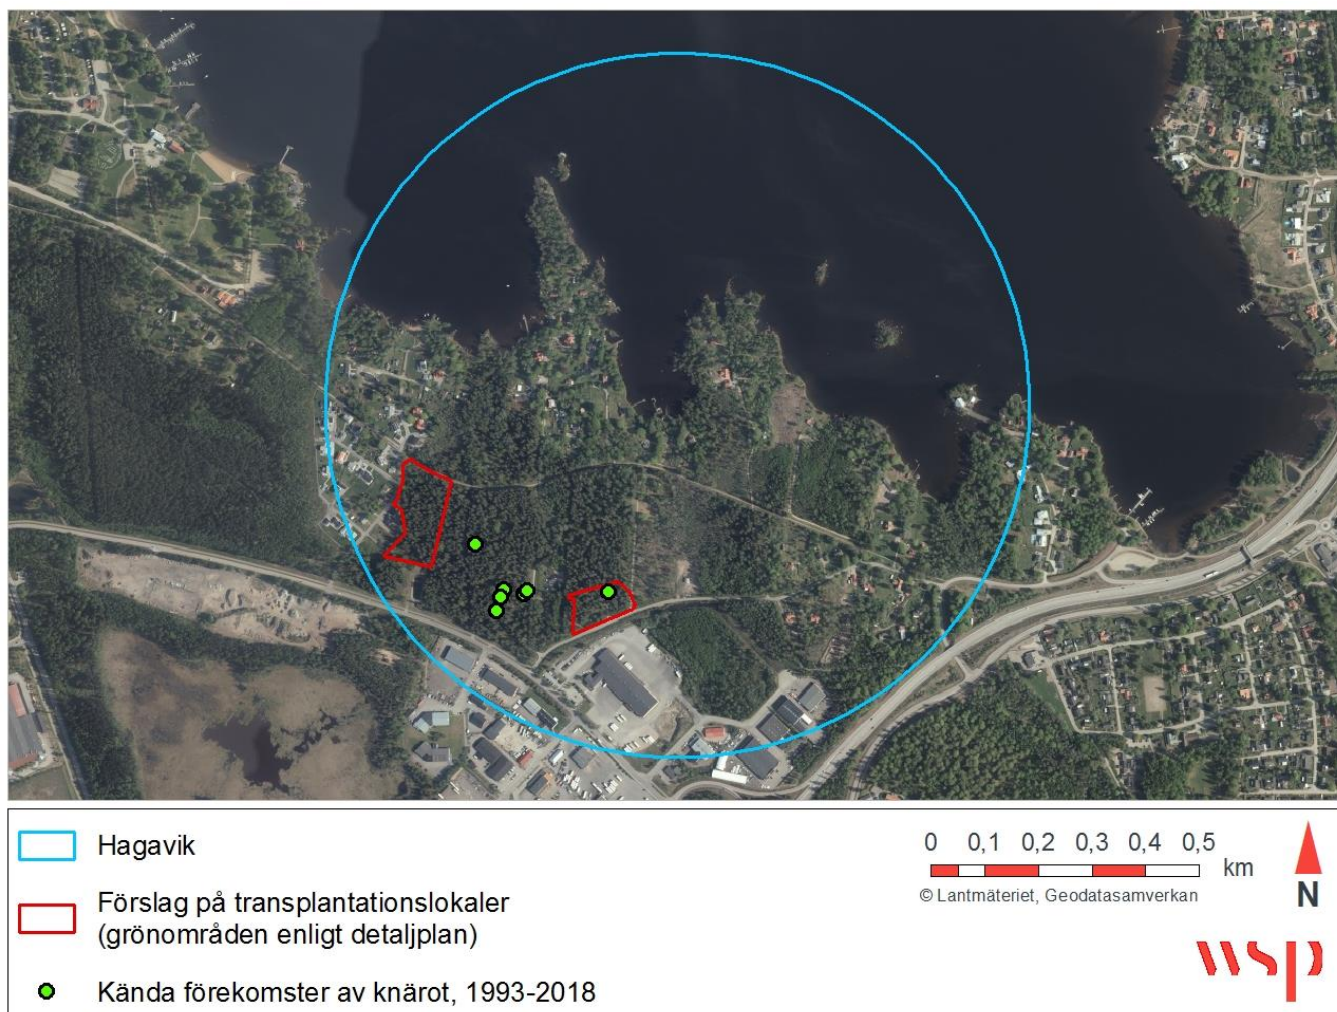 Hagavik
Förslag på transplantationslokaler
(grönområden enligt detaljplan)
Kända förekomster av knärot, 1993-2018
0 0,1 0,2 0,3 0,4 0,5
km
© Lantmäteriet, Geodatasamverkan
N
wsp